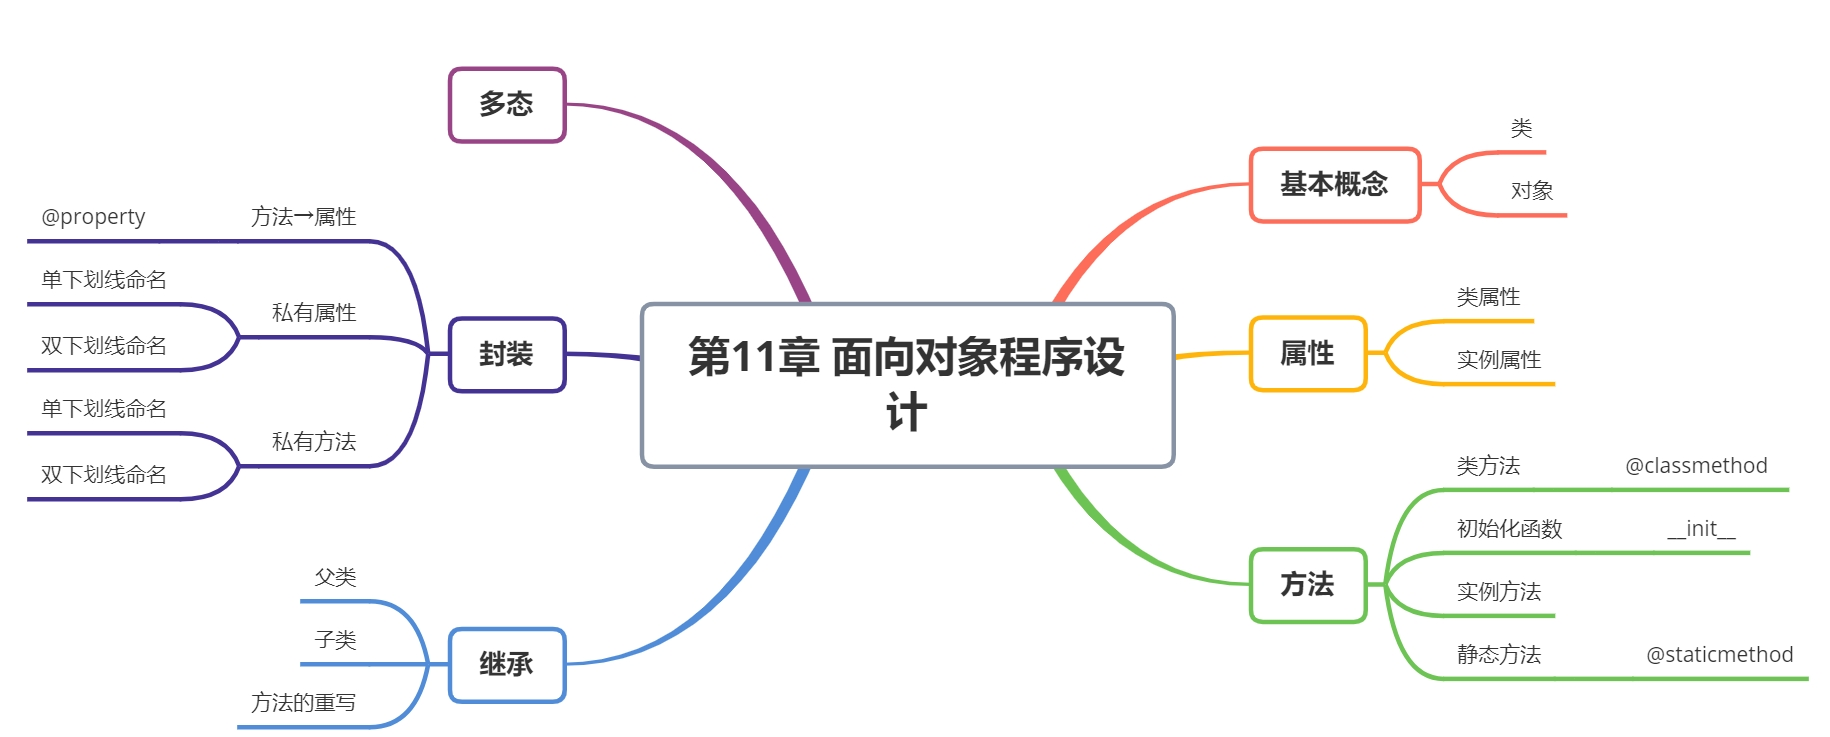 第11章 面向对象程序设
计
基本概念
类
对象
属性
类属性
实例属性
方法
类方法
@classmethod
初始化函数
__init__
实例方法
静态方法
@staticmethod
多态
封装
方法→属性
@property
私有属性
单下划线命名
双下划线命名
私有方法
单下划线命名
双下划线命名
继承
父类
子类
方法的重写